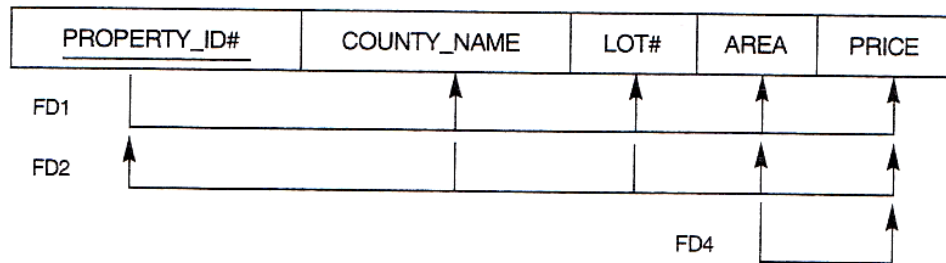 PROPERTY_ID# COUNTY_NAME LOT# AREA PRICE
FD1
FD2
FD4